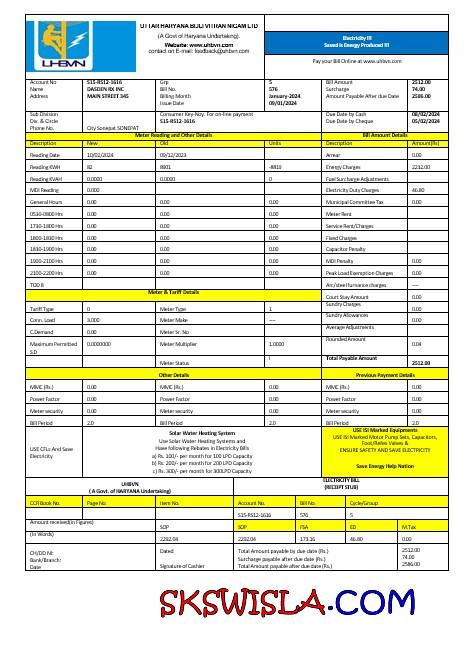 UTTAR HARYANA BIJLI VITRAN NIGAM LTD
(A Govt of Haryana Undertaking).
Website: www.uhbvn.com
contact on E-mail: feedback@uhbvn.com
UHBVN
Electricity !!!
Saved Is Energy Produced !!!
Pay your Bill Online at www.uhbvn.com
Account No S15-RS12-1616 Grp 5 Bill Amount 2512.00
Name DASDEN RX INC Bill No. 576 Surcharge 74.00
Address MAIN STREET 345 Billing Month January-2024 Amount Payable After due Date 2586.00
Issue Date 09/01/2024
Sub Division Consumer Key-Noy. For on-line payment Due Date by Cash 08/02/2024
Div. & Circle S15-RS12-1616 Due Date by Cheque 05/02/2024
Phone No. City Sonepat SONEPAT
Meter Reading and Other Details Bill Amount Details
Description New Old Units Description Amount(Rs)
Reading Date 10/02/2024 09/12/2023 Arrear 0.00
Reading KWH 82 8901 -8819 Energy Charges 2232.00
Reading KVAH 0.0000 0.0000 0 Fuel Surcharge Adjustments
MDI Reading 0.000 Electricity Duty Charges 46.80
General Hours 0.00 0.00 0.00 Municipal Committee Tax 0.00
0530-0800 Hrs 0.00 0.00 0.00 Meter Rent
1730-1800 Hrs 0.00 0.00 0.00 Service Rent/Charges
1800-1830 Hrs 0.00 0.00 0.00 Fixed Charges
1830-1900 Hrs 0.00 0.00 0.00 Capacitor Penalty
1900-2100 Hrs 0.00 0.00 0.00 MDI Penalty 0.00
2100-2200 Hrs 0.00 0.00 0.00 Peak Load Exemption Charges 0.00
TOD 8 Arc/steel furnance charges ----
Meter & Tariff Details Court Stay Amount 0.00
Sundry Charges
Tariff Type 0 Meter Type 1 0.00
Sundry Allowances
Conn. Load 3.000 Meter Make ---- 0.00
Average Adjustments
C.Demand 0.00 Meter Sr. No
Rounded Amount
Maximum Permitted S.D 0.0000000 Meter Multiplier 1.0000 0.04
Meter Status Total Payable Amount 2512.00
Other Details Previous Payment Details
MMC (Rs.) 0.00 MMC (Rs.) 0.00 MMC (Rs.) 0.00
Power Factor 0.00 Power Factor 0.00 Power Factor 0.00
Meter security 0.00 Meter security 0.00 Meter security 0.00
Bill Period 2.0 Bill Period 2.0 Bill Period 2.0
USE CFLs And Save Electricity
Solar Water Heating System
Use Solar Water Heating Systems and
Have following Rebates in Electricity Bills
a) Rs. 100/- per month for 100 LPD Capacity
b) Rs. 200/- per month for 200 LPD Capacity
c) Rs. 300/- per month for 300LPD Capacity
USE ISI Marked Equipments
USE ISI Marked Motor Pump Sets, Capacitors,
Foot/Reflex Valves &
ENSURE SAFETY AND SAVE ELECTRICITY
Save Energy Help Nation
UHBVN
( A Govt. of HARYANA Undertaking)
ELECTRICITY BILL
(RECEIPT STUB)
CCR Book No. Page No. Item No. Account No. Bill No. Cycle/Group
S15-RS12-1616 576 5
Amount received(in Figures) SOP SOP FSA ED M.Tax
(In Words) 2292.04 2292.04 173.16 46.80 0.00
CH/DD Nt: Dated Total Amount payable by due date (Rs.) 2512.00
Bank/Branch: Surcharge payable by due date (Rs.) 74.00
Date Signature of Cashier Total Amount payable after due date (Rs.) 2586.00
SKSWISLA.COM